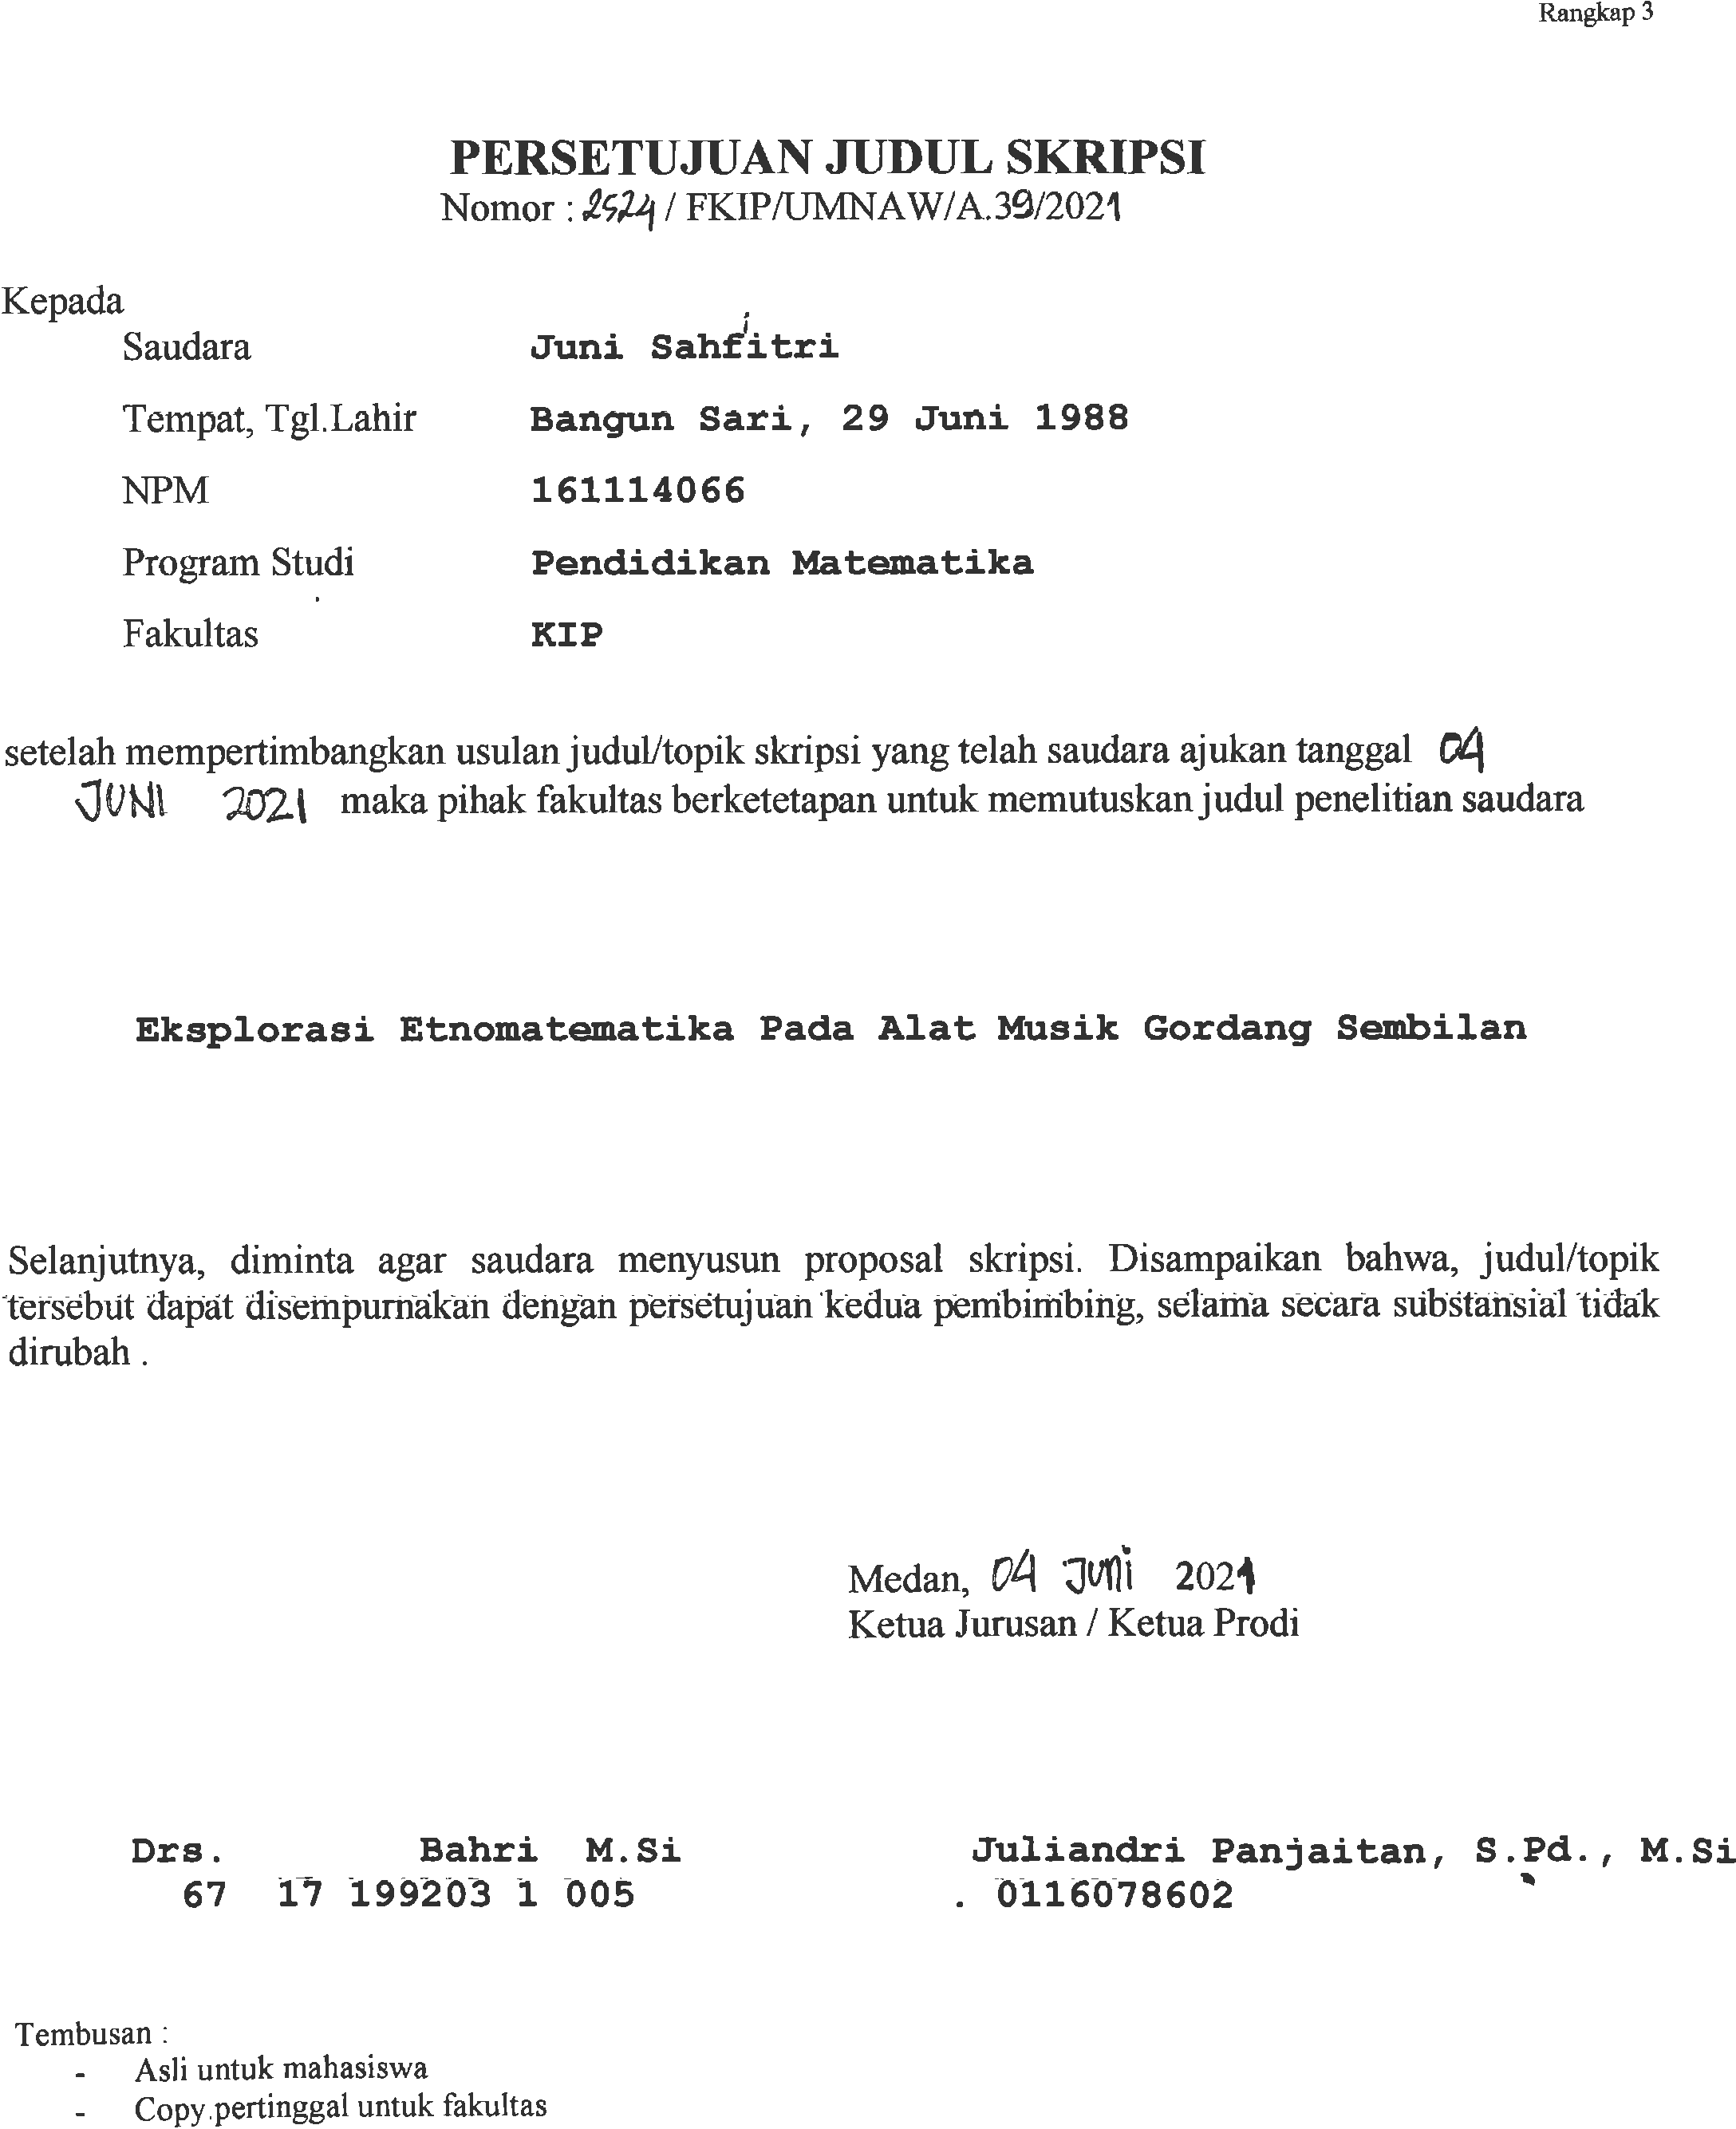 Rangkap 3
PERSETUJUAN JUDUL SKRIPSI
Nomor : 2524 / FKIP/UMNAW/A.39/2021
Kepada
Saudara Juni Sahfitri
Tempat, Tgl.Lahir Bangun Sari, 29 Juni 1988
NPM 161114066
Program Studi Pendidikan Matematika
Fakultas KIP
setelah mempertimbangkan usulan judul/topik skripsi yang telah saudara ajukan tanggal 04
JUNI 2021 maka pihak fakultas berketetapan untuk memutuskan judul penelitian saudara
Eksplorasi Etnomatematika Pada Alat Musik Gordang Sembilan
Selanjutnya, diminta agar saudara menyusun proposal skripsi. Disampaikan bahwa, judul/topik
tersebut dapat disempurnakan dengan persetujuan kedua pembimbing, selama secara substansial tidak
dirubah .
Medan, 04 Juni 2021
Ketua Jurusan / Ketua Prodi
Drs. Bahri M.Si Juliandri Panjaitan, S.Pd., M.Si
67 17 199203 1 005 . 0116078602
Tembusan :
- Asli untuk mahasiswa
- Copy.pertinggal untuk fakultas